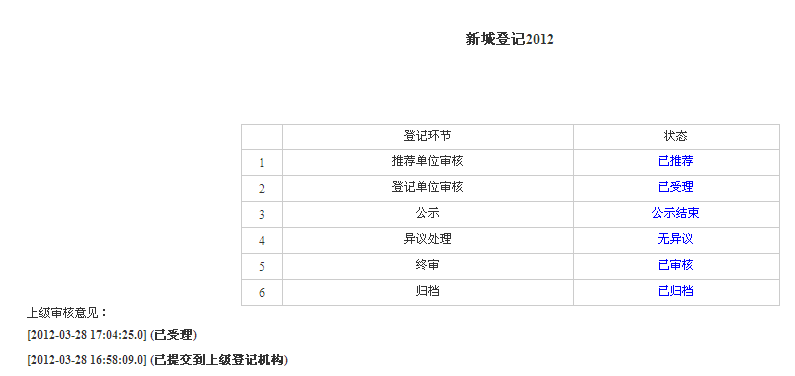 新城登记2012
登记环节 状态
1 推荐单位审核 已推荐
2 登记单位审核 已受理
3 公示 公示结束
4 异议处理 无异议
5 终审 已审核
6 归档 已归档
上级审核意见：
[2012-03-28 17:04:25.0] (已受理)
[2012-03-28 16:58:09.0] (已提交到上级登记机构)